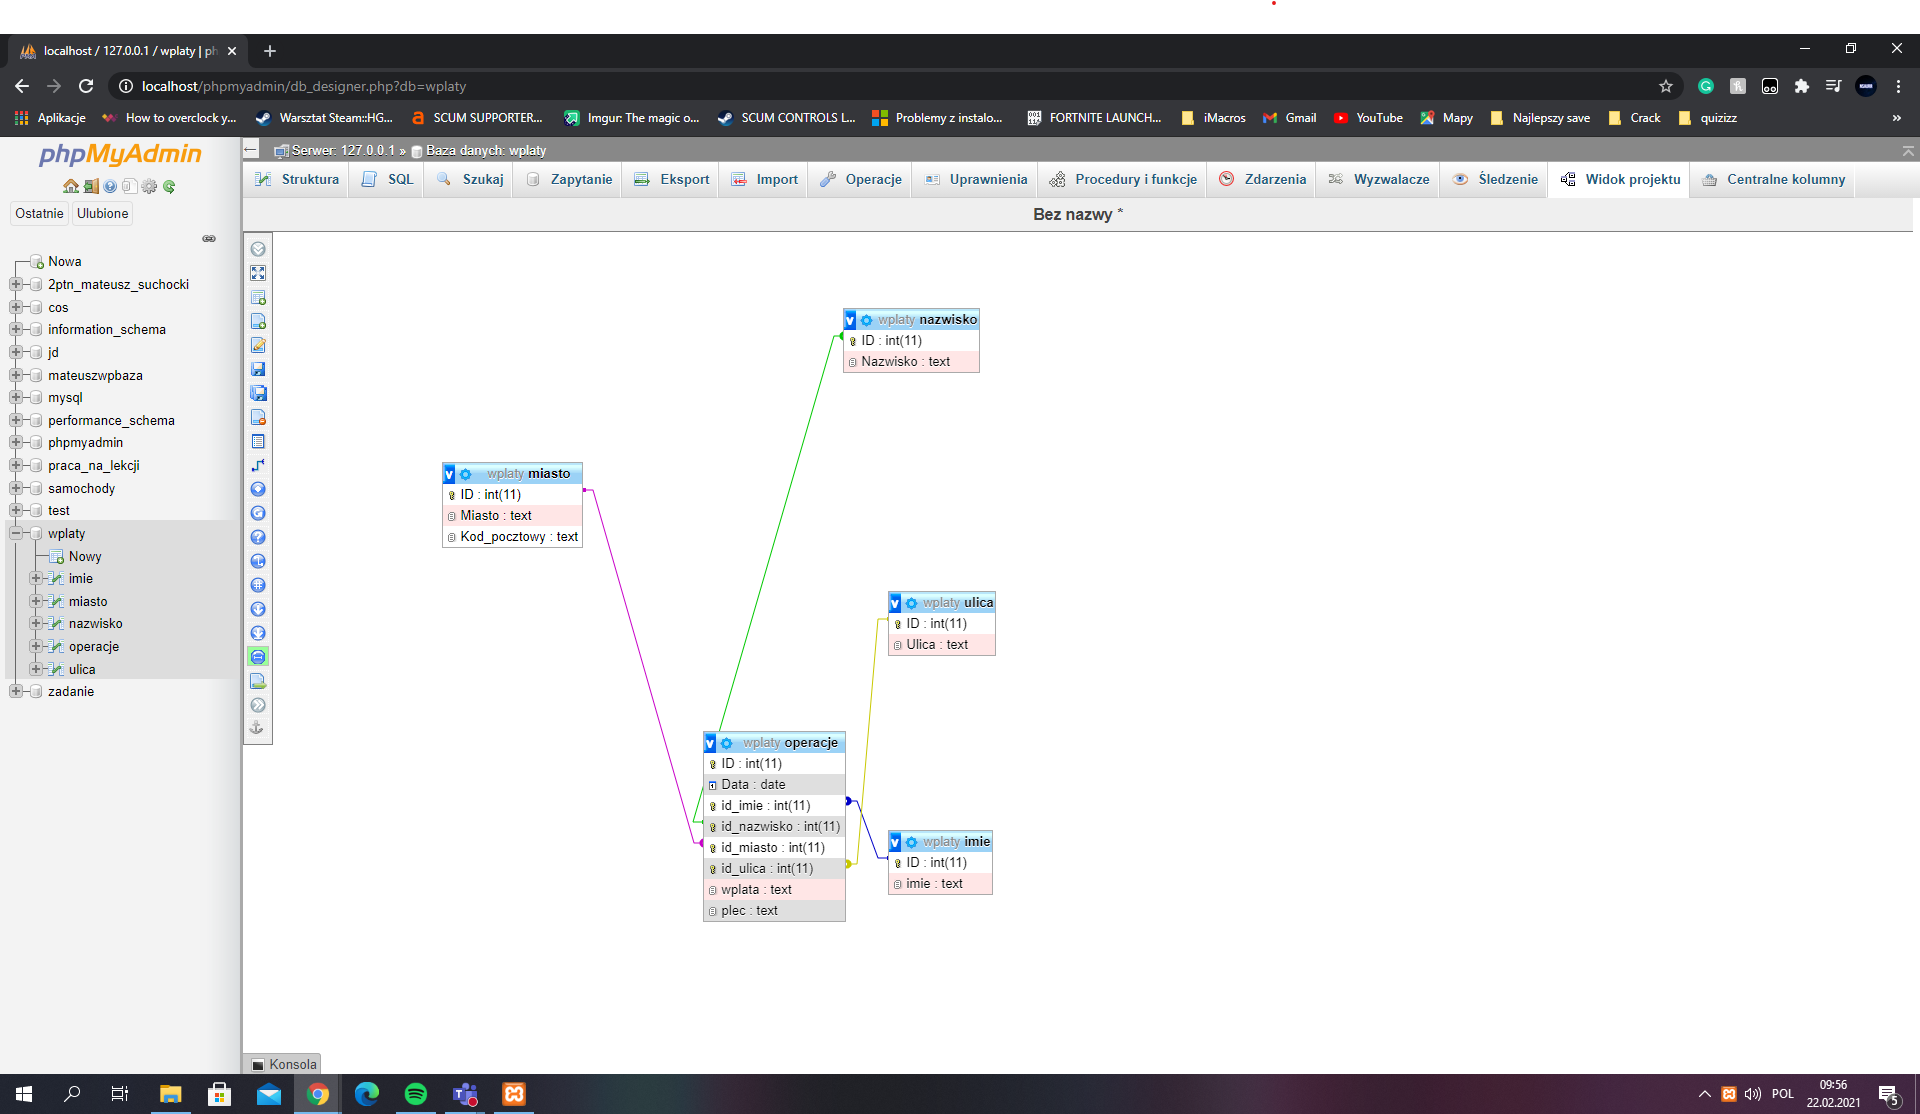 localhost / 127.0.0.1 / wplaty | ph
localhost/phpmyadmin/db_designer.php?db=wplaty
Aplikacje
How to overclock y...
Warsztat Steam::HG...
SCUM SUPPORTER...
Imgur: The magic o...
SCUM CONTROLS L...
Problemy z instalo...
FORTNITE LAUNCH...
iMacros
Gmail
YouTube
Mapy
Najlepszy save
Crack
quizizz
»
phpMyAdmin
Ostatnie
Ulubione
Nowa
2ptn_mateusz_suchocki
cos
information_schema
jd
mateuszwpbaza
mysql
performance_schema
phpmyadmin
praca_na_lekcji
samochody
test
wplaty
Nowy
imie
miasto
nazwisko
operacje
ulica
zadanie
Serwer: 127.0.0.1 » Baza danych: wplaty
Struktura
SQL
Szukaj
Zapytanie
Eksport
Import
Operacje
Uprawnienia
Procedury i funkcje
Zdarzenia
Wyzwalacze
Śledzenie
Widok projektu
Centralne kolumny
Bez nazwy *
v wplaty nazwisko
ID : int(11)
Nazwisko : text
v wplaty miasto
ID : int(11)
Miasto : text
Kod_pocztowy : text
v wplaty ulica
ID : int(11)
Ulica : text
v wplaty operacje
ID : int(11)
Data : date
id_imie : int(11)
id_nazwisko : int(11)
id_miasto : int(11)
id_ulica : int(11)
wplata : text
plec : text
v wplaty imie
ID : int(11)
imie : text
Konsola
POL
09:56
22.02.2021
5